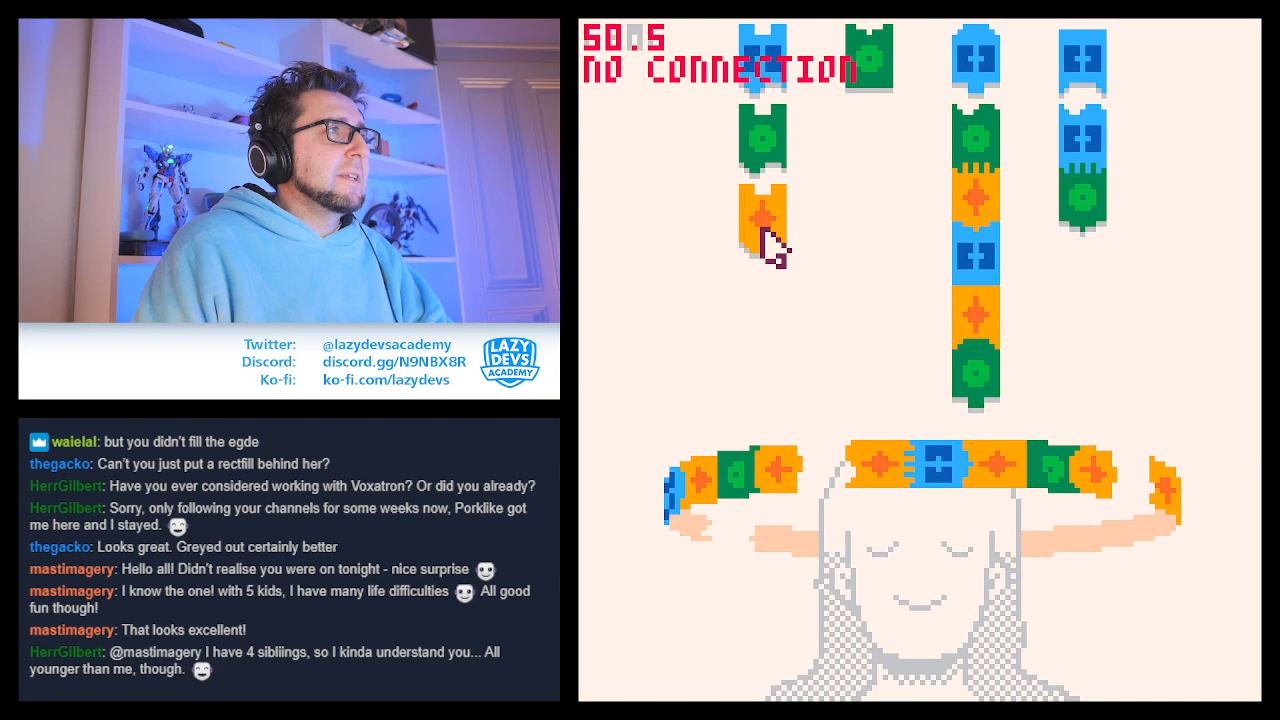 50.5
NO CONNECTION
Twitter: @lazydevsacademy
Discord: discord.gg/N9NBX8R
Ko-fi: ko-fi.com/lazydevs
LAZY
DEVS
ACADEMY
waielal: but you didn't fill the egde
thegacko: Can't you just put a rectfill behind her?
HerrGilbert: Have you ever considered working with Voxatron? Or did you already?
HerrGilbert: Sorry, only following your channels for some weeks now, Porklike got
me here and I stayed.
thegacko: Looks great. Greyed out certainly better
mastimagery: Hello all! Didn't realise you were on tonight - nice surprise
mastimagery: I know the one! with 5 kids, I have many life difficulties All good
fun though!
mastimagery: That looks excellent!
HerrGilbert: @mastimagery I have 4 sibliings, so I kinda understand you... All
younger than me, though.